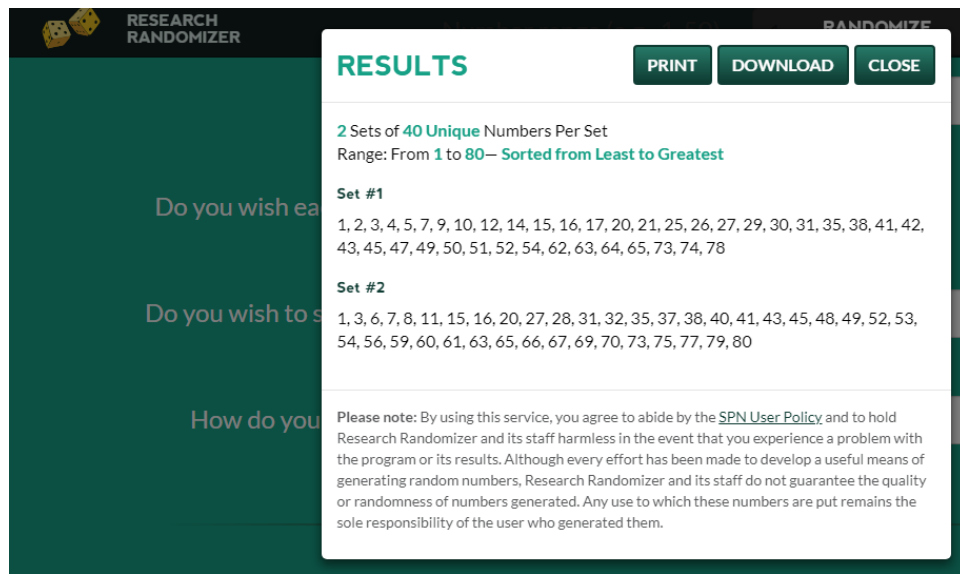 RESEARCH
RANDOMIZER
RANDOMIZE
RESULTS
PRINT
DOWNLOAD
CLOSE
2 Sets of 40 Unique Numbers Per Set
Range: From 1 to 80— Sorted from Least to Greatest
Set #1
1, 2, 3, 4, 5, 7, 9, 10, 12, 14, 15, 16, 17, 20, 21, 25, 26, 27, 29, 30, 31, 35, 38, 41, 42,
43, 45, 47, 49, 50, 51, 52, 54, 62, 63, 64, 65, 73, 74, 78
Set #2
1, 3, 6, 7, 8, 11, 15, 16, 20, 27, 28, 31, 32, 35, 37, 38, 40, 41, 43, 45, 48, 49, 52, 53,
54, 56, 59, 60, 61, 63, 65, 66, 67, 69, 70, 73, 75, 77, 79, 80
Do you wish ea
Do you wish to s
How do you
Please note: By using this service, you agree to abide by the SPN User Policy and to hold
Research Randomizer and its staff harmless in the event that you experience a problem with
the program or its results. Although every effort has been made to develop a useful means of
generating random numbers, Research Randomizer and its staff do not guarantee the quality
or randomness of numbers generated. Any use to which these numbers are put remains the
sole responsibility of the user who generated them.